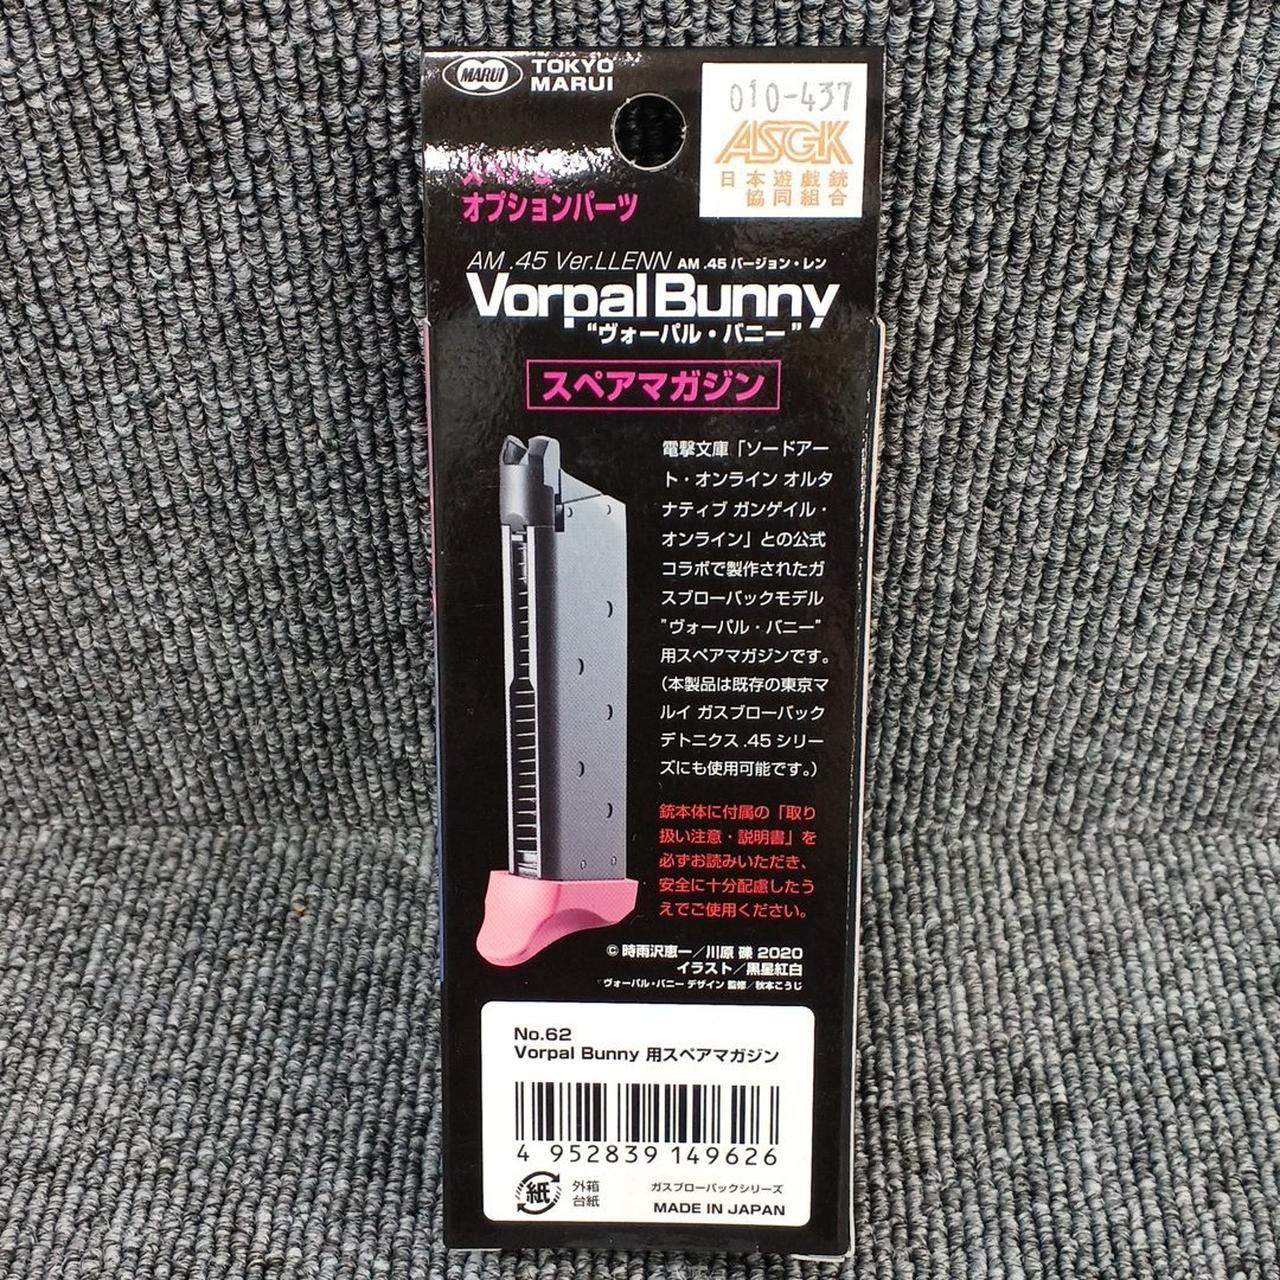 MARUI
TOKYO
MARUI
010-437
ASGK
日本遊戯銃
協同組合
オプションパーツ
AM .45 Ver.LLENN AM .45 バージョン・レン
Vorpal Bunny
“ヴォーパル・バニー”
スペアマガジン
電撃文庫「ソードアー
ト・オンライン オルタ
ナティブ ガンゲイル・
オンライン」との公式
コラボで製作されたガ
スブローバックモデル
"ヴォーパル・バニー"
用スペアマガジンです。
(本製品は既存の東京マ
ルイ ガスブローバック
デトニクス .45 シリー
ズにも使用可能です。)
銃本体に付属の「取り
扱い注意・説明書」を
必ずお読みいただき、
安全に十分配慮したう
えでご使用ください。
© 時雨沢恵一／川原 礫 2020
イラスト／黒星紅白
ヴォーパル・バニー デザイン 監修／秋本こうじ
No.62
Vorpal Bunny 用スペアマガジン
4 952839 149626
紙
外箱
台紙
ガスブローバックシリーズ
MADE IN JAPAN